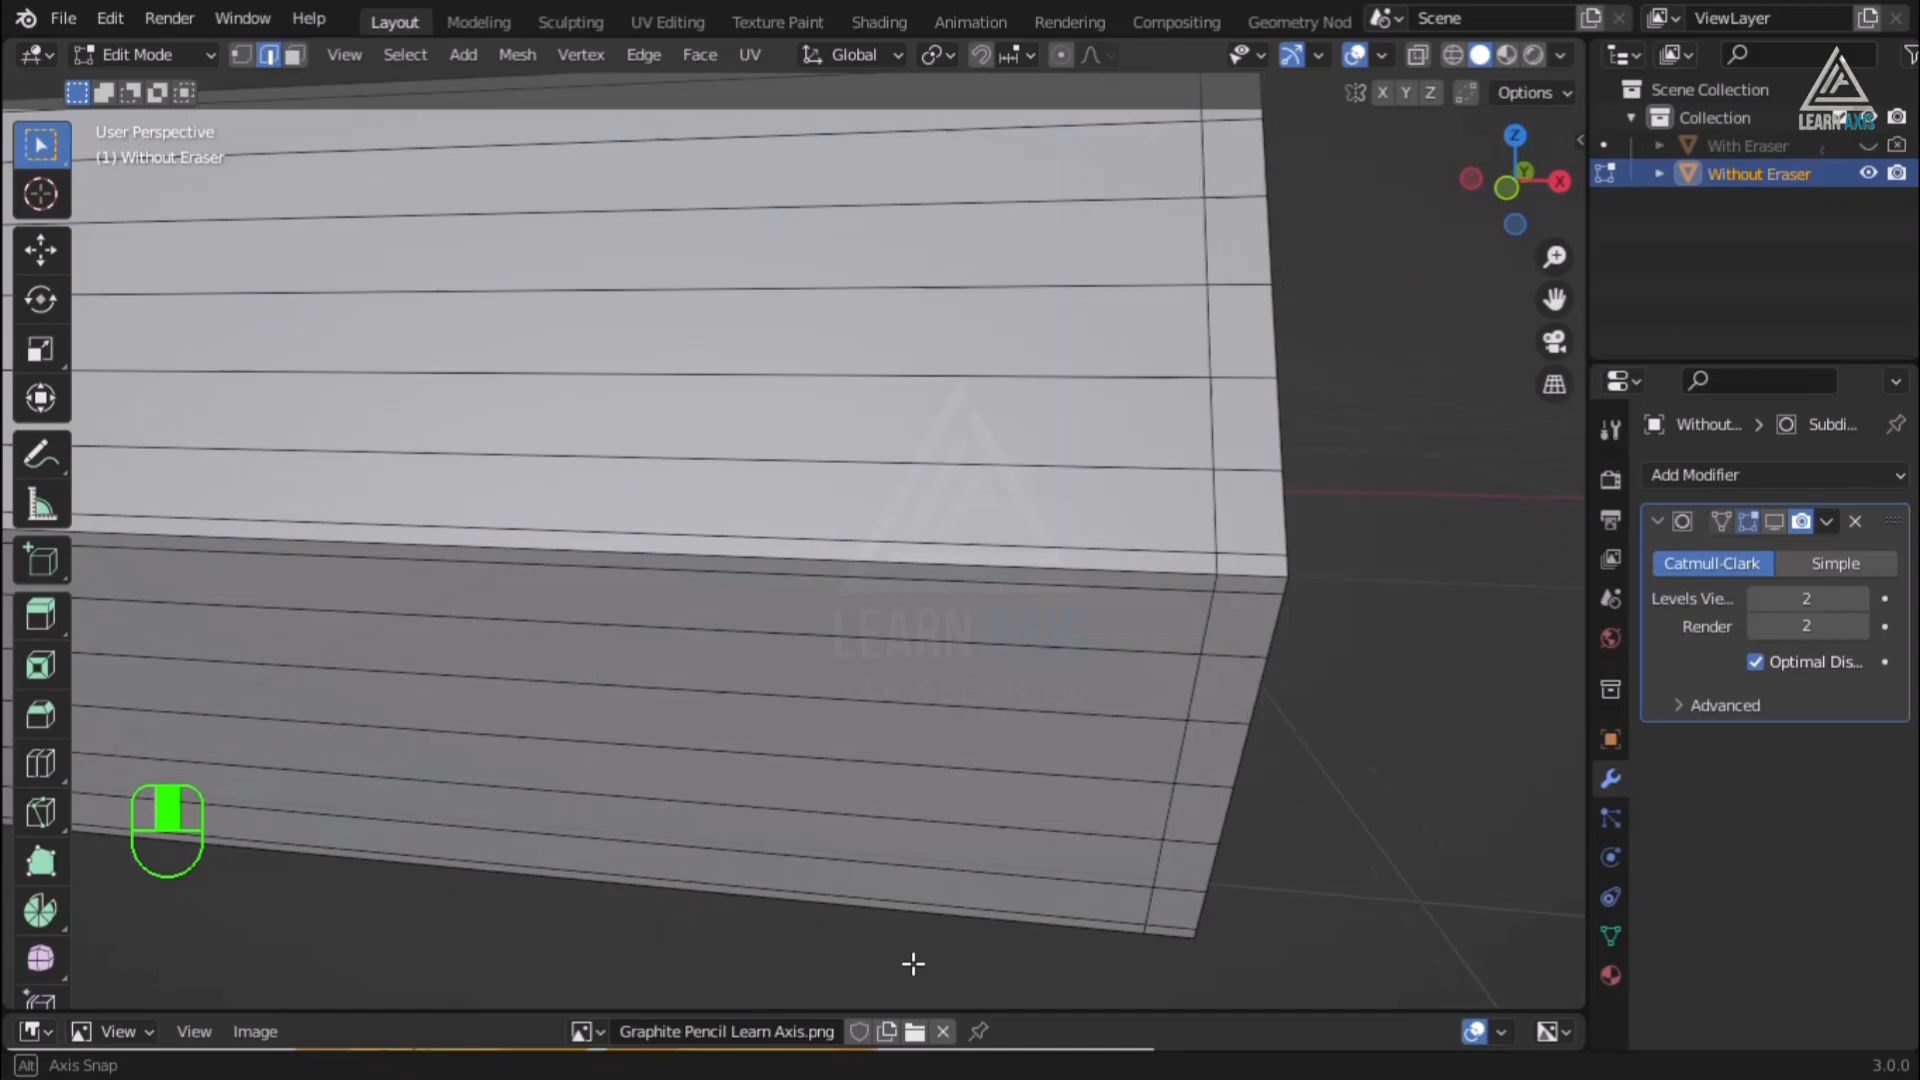 File Edit Render Window Help Layout Modeling Sculpting UV Editing Texture Paint Shading Animation Rendering Compositing Geometry Nod Scene ViewLayer
Edit Mode View Select Add Mesh Vertex Edge Face UV Global
X Y Z Options
User Perspective
(1) Without Eraser
Z
X
Y
Scene Collection
Collection
With Eraser
Without Eraser
LEARN AXIS
Without... Subdi...
Add Modifier
Catmull-Clark Simple
Levels Vie... 2
Render 2
Optimal Dis...
Advanced
LEARN
View View Image Graphite Pencil Learn Axis.png
Alt Axis Snap 3.0.0